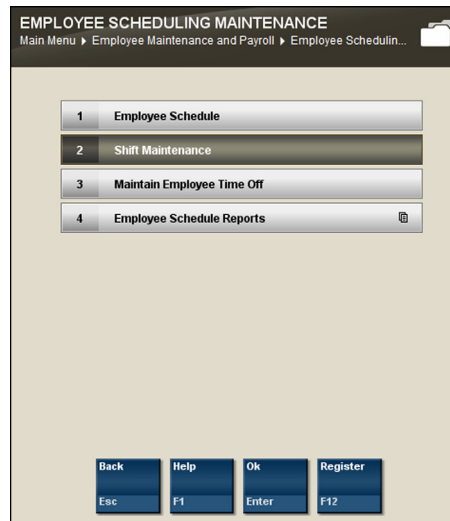 EMPLOYEE SCHEDULING MAINTENANCE
Main Menu ▸ Employee Maintenance and Payroll ▸ Employee Schedulin...
1 Employee Schedule
2 Shift Maintenance
3 Maintain Employee Time Off
4 Employee Schedule Reports
Back Help Ok Register
Esc F1 Enter F12